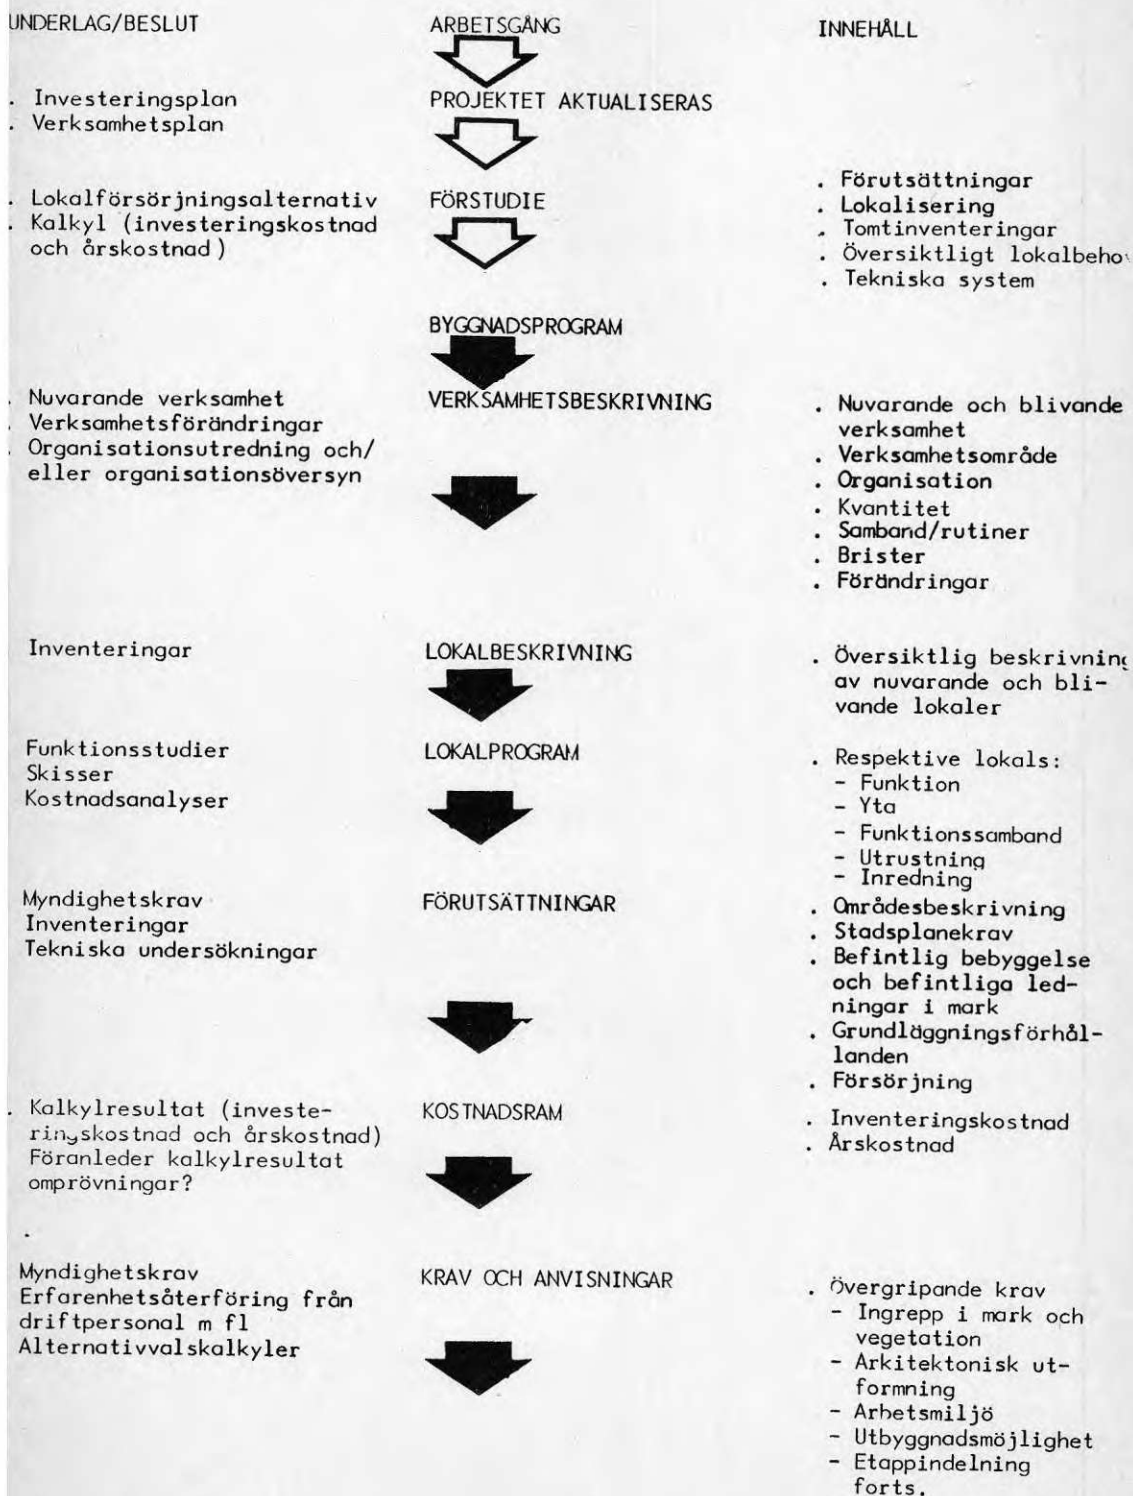 UNDERLAG/BESLUT
ARBETSGÅNG
INNEHÅLL
. Investeringsplan
. Verksamhetsplan
PROJEKTET AKTUALISERAS
. Lokalförsörjningsalternativ
. Kalkyl (investeringskostnad
och årskostnad)
FÖRSTUDIE
. Förutsättningar
. Lokalisering
. Tomtinventeringar
. Översiktligt lokalbehov
. Tekniska system
BYGGNADSPROGRAM
. Nuvarande verksamhet
. Verksamhetsförändringar
. Organisationsutredning och/
eller organisationsöversyn
VERKSAMHETSBESKRIVNING
. Nuvarande och blivande
verksamhet
. Verksamhetsområde
. Organisation
. Kvantitet
. Samband/rutiner
. Brister
. Förändringar
Inventeringar
LOKALBESKRIVNING
. Översiktlig beskrivning
av nuvarande och bli-
vande lokaler
Funktionsstudier
Skisser
Kostnadsanalyser
LOKALPROGRAM
. Respektive lokals:
- Funktion
- Yta
- Funktionssamband
- Utrustning
- Inredning
Myndighetskrav
Inventeringar
Tekniska undersökningar
FÖRUTSÄTTNINGAR
. Områdesbeskrivning
. Stadsplanekrav
. Befintlig bebyggelse
och befintliga led-
ningar i mark
. Grundläggningsförhål-
landen
. Försörjning
. Kalkylresultat (investe-
ringskostnad och årskostnad)
Föranleder kalkylresultat
omprövningar?
KOSTNADSRAM
. Inventeringskostnad
. Årskostnad
Myndighetskrav
Erfarenhetsåterföring från
driftpersonal m fl
Alternativvalskalkyler
KRAV OCH ANVISNINGAR
. Övergripande krav
- Ingrepp i mark och
vegetation
- Arkitektonisk ut-
formning
- Arbetsmiljö
- Utbyggnadsmöjlighet
- Etappindelning
forts.